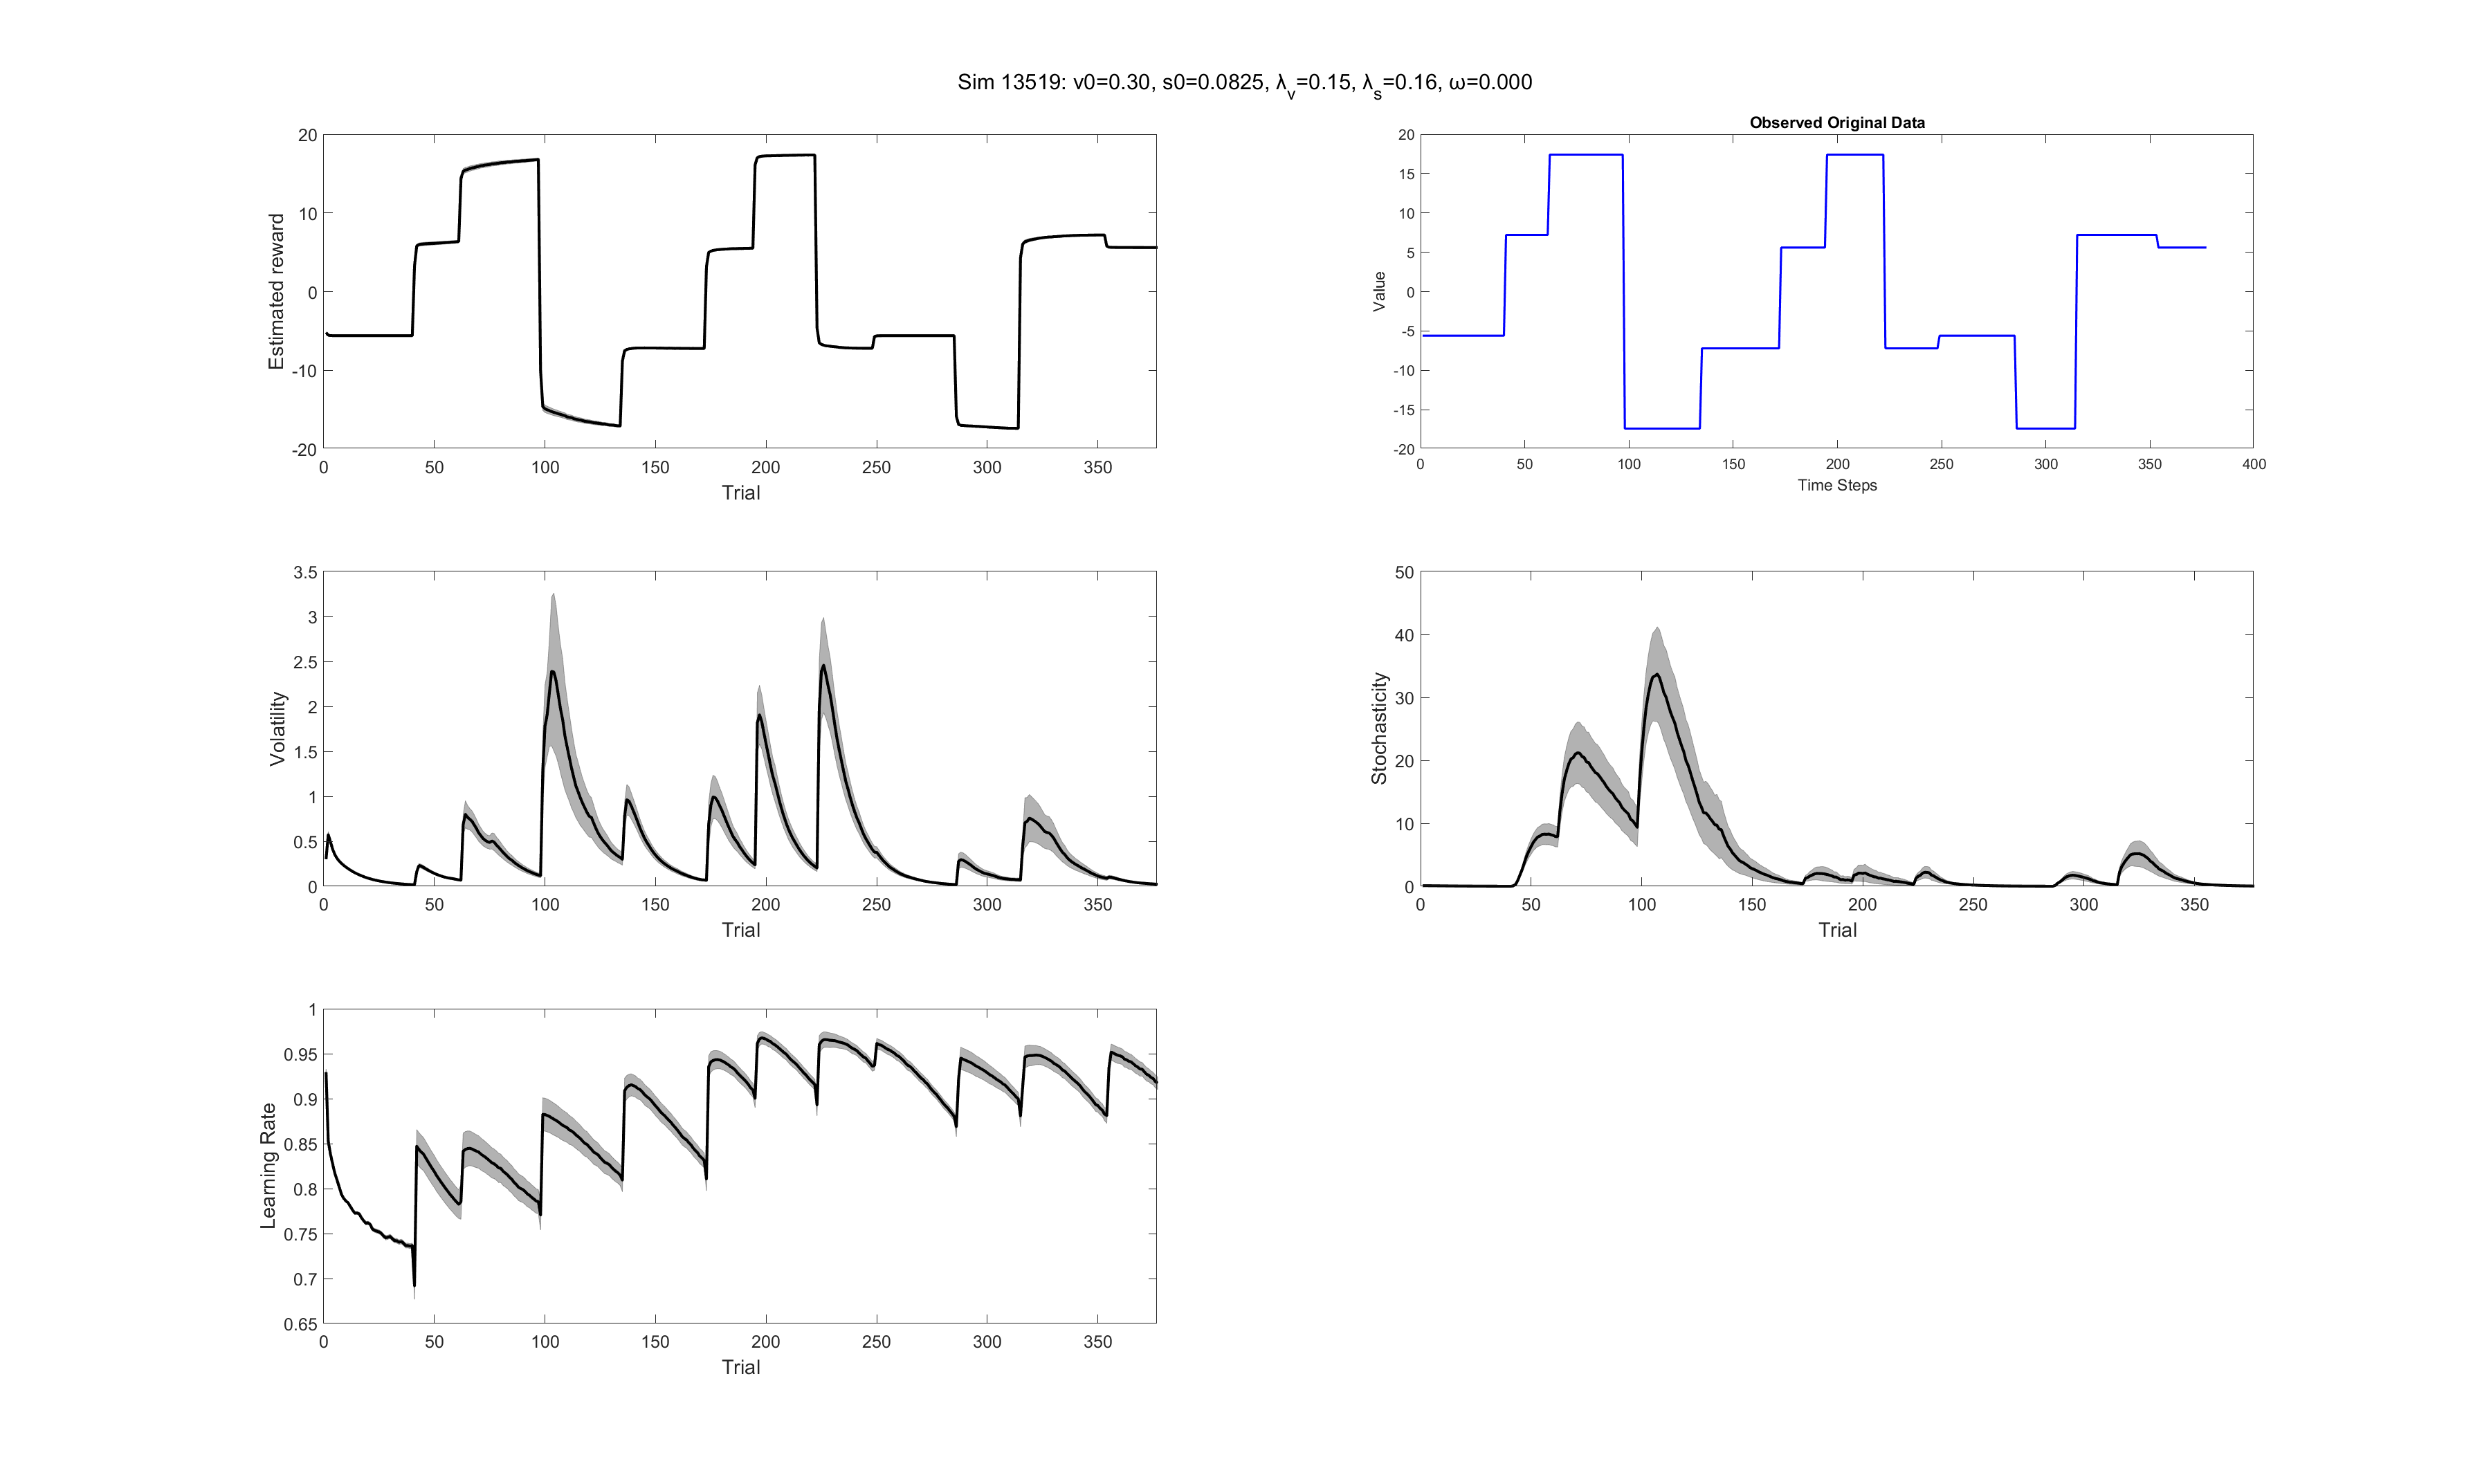 Sim 13519: v0=0.30, s0=0.0825, λv=0.15, λs=0.16, ω=0.000
20
10
0
-10
-20
Estimated reward
0 50 100 150 200 250 300 350
Trial
Observed Original Data
20
15
10
5
0
-5
-10
-15
-20
Value
0 50 100 150 200 250 300 350 400
Time Steps
3.5
3
2.5
2
1.5
1
0.5
0
Volatility
0 50 100 150 200 250 300 350
Trial
50
40
30
20
10
0
Stochasticity
0 50 100 150 200 250 300 350
Trial
1
0.95
0.9
0.85
0.8
0.75
0.7
0.65
Learning Rate
0 50 100 150 200 250 300 350
Trial